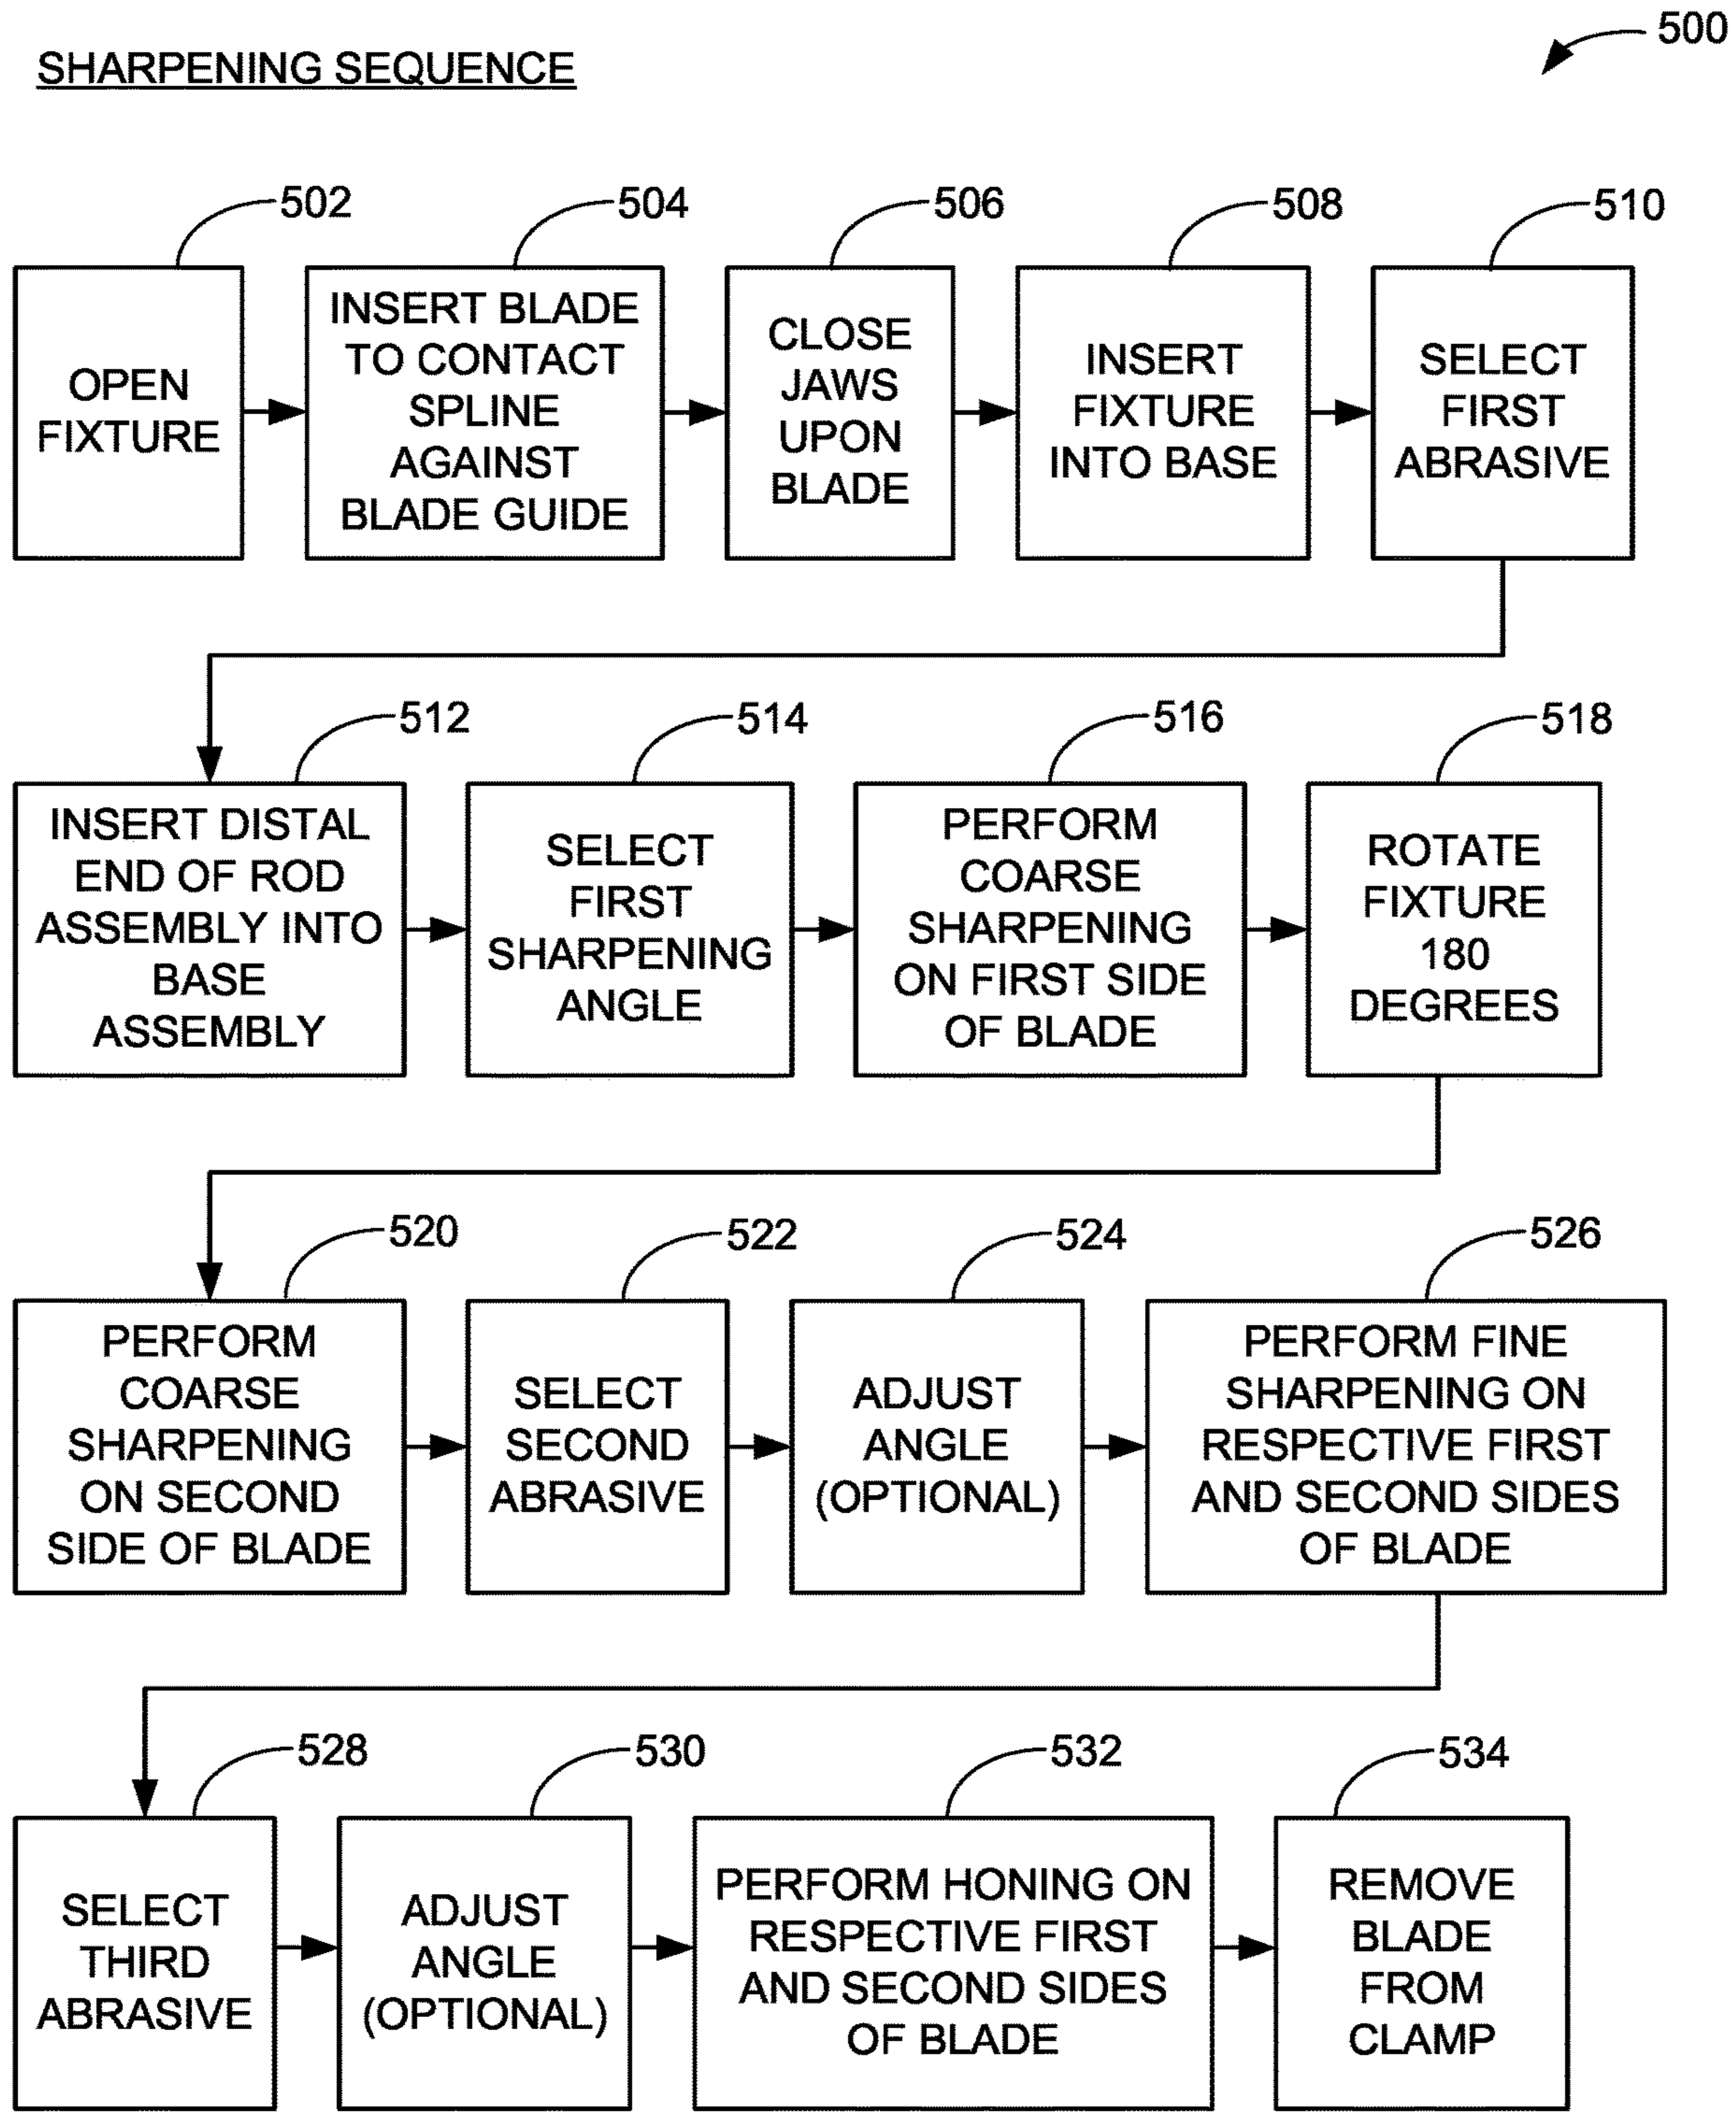 500
SHARPENING SEQUENCE
502
504
506
508
510
OPEN
FIXTURE
INSERT BLADE
TO CONTACT
SPLINE
AGAINST
BLADE GUIDE
CLOSE
JAWS
UPON
BLADE
INSERT
FIXTURE
INTO BASE
SELECT
FIRST
ABRASIVE
512
514
516
518
INSERT DISTAL
END OF ROD
ASSEMBLY INTO
BASE
ASSEMBLY
SELECT
FIRST
SHARPENING
ANGLE
PERFORM
COARSE
SHARPENING
ON FIRST SIDE
OF BLADE
ROTATE
FIXTURE
180
DEGREES
520
522
524
526
PERFORM
COARSE
SHARPENING
ON SECOND
SIDE OF BLADE
SELECT
SECOND
ABRASIVE
ADJUST
ANGLE
(OPTIONAL)
PERFORM FINE
SHARPENING ON
RESPECTIVE FIRST
AND SECOND SIDES
OF BLADE
528
530
532
534
SELECT
THIRD
ABRASIVE
ADJUST
ANGLE
(OPTIONAL)
PERFORM HONING ON
RESPECTIVE FIRST
AND SECOND SIDES
OF BLADE
REMOVE
BLADE
FROM
CLAMP